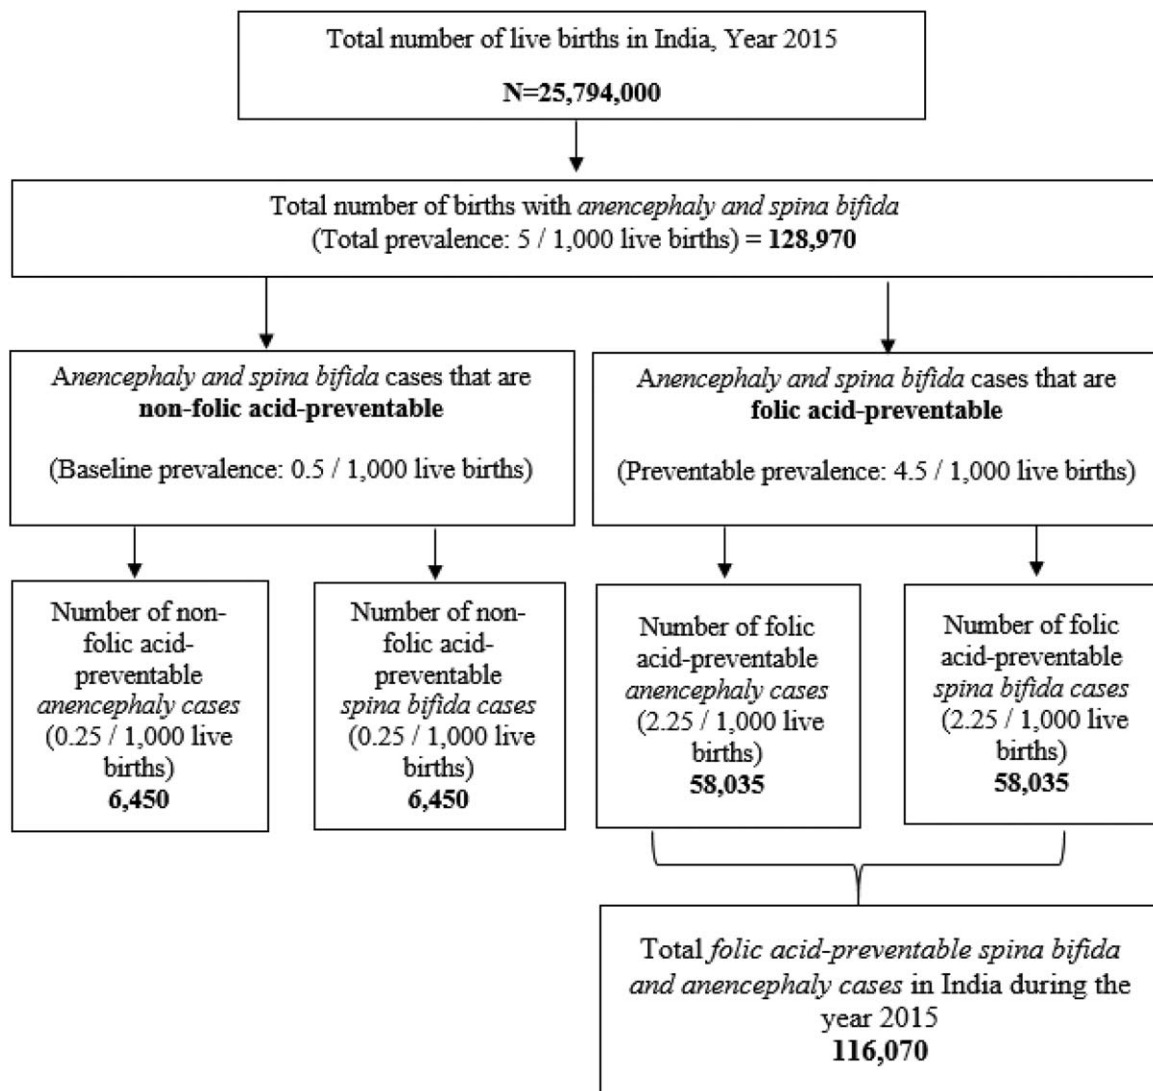 Total number of live births in India, Year 2015
N=25,794,000
Total number of births with anencephaly and spina bifida
(Total prevalence: 5 / 1,000 live births) = 128,970
Anencephaly and spina bifida cases that are
non-folic acid-preventable
(Baseline prevalence: 0.5 / 1,000 live births)
Anencephaly and spina bifida cases that are
folic acid-preventable
(Preventable prevalence: 4.5 / 1,000 live births)
Number of non-
folic acid-
preventable
anencephaly cases
(0.25 / 1,000 live
births)
6,450
Number of non-
folic acid-
preventable
spina bifida cases
(0.25 / 1,000 live
births)
6,450
Number of folic
acid-preventable
anencephaly cases
(2.25 / 1,000 live
births)
58,035
Number of folic
acid-preventable
spina bifida cases
(2.25 / 1,000 live
births)
58,035
Total folic acid-preventable spina bifida
and anencephaly cases in India during the
year 2015
116,070